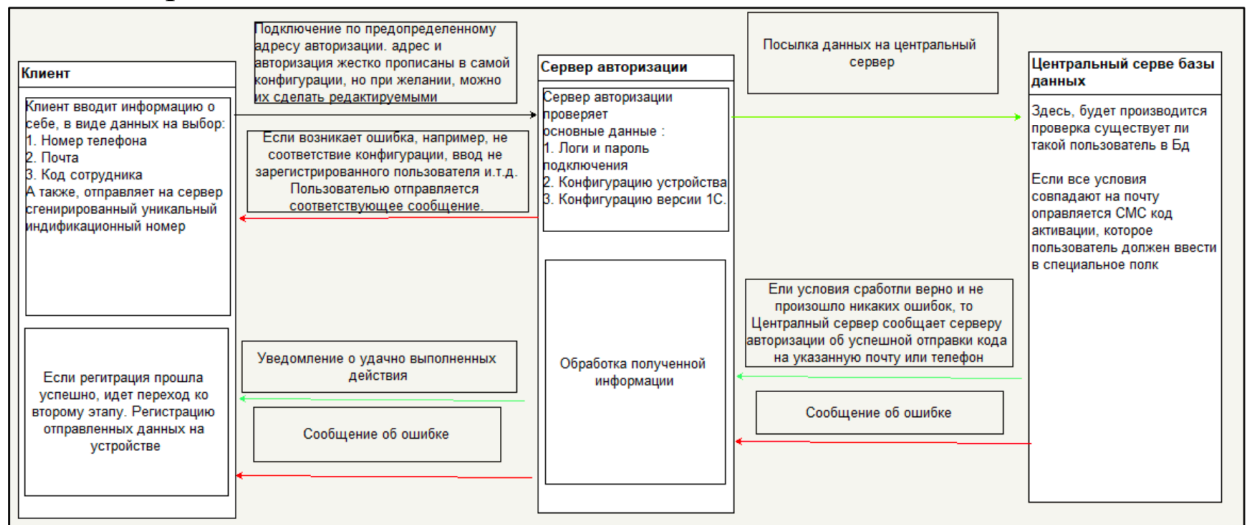 Клиент
Клиент вводит информацию о
себе, в виде данных на выбор:
1. Номер телефона
2. Почта
3. Код сотрудника
А также, отправляет на сервер
сгенирированный уникальный
индификационный номер
Если регитрация прошла
успешно, идет переход ко
второму этапу. Регистрацию
отправленных данных на
устройстве
Подключение по предопределенному
адресу авторизации. адрес и
авторизация жестко прописаны в самой
конфигурации, но при желании, можно
их сделать редактируемыми
Если возникает ошибка, например, не
соответствие конфигурации, ввод не
зарегистрированного пользователя и.т.д.
Пользователью отправляется
соответствующее сообщение.
Уведомление о удачно выполненных
действия
Сообщение об ошибке
Сервер авторизации
Сервер авторизации
проверяет
основные данные :
1. Логи и пароль
подключения
2. Конфигурацию устройства
3. Конфигурацию версии 1С.
Обработка полученной
информации
Посылка данных на центральный
сервер
Ели условия сработли верно и не
произошло никаких ошибок, то
Централный сервер сообщает серверу
авторизации об успешной отправки кода
на указанную почту или телефон
Сообщение об ошибке
Центральный серве базы
данных
Здесь, будет производится
проверка существует ли
такой пользователь в Бд
Если все условия
совпадают на почту
оправляется СМС код
активации, которое
пользователь должен ввести
в специальное полк